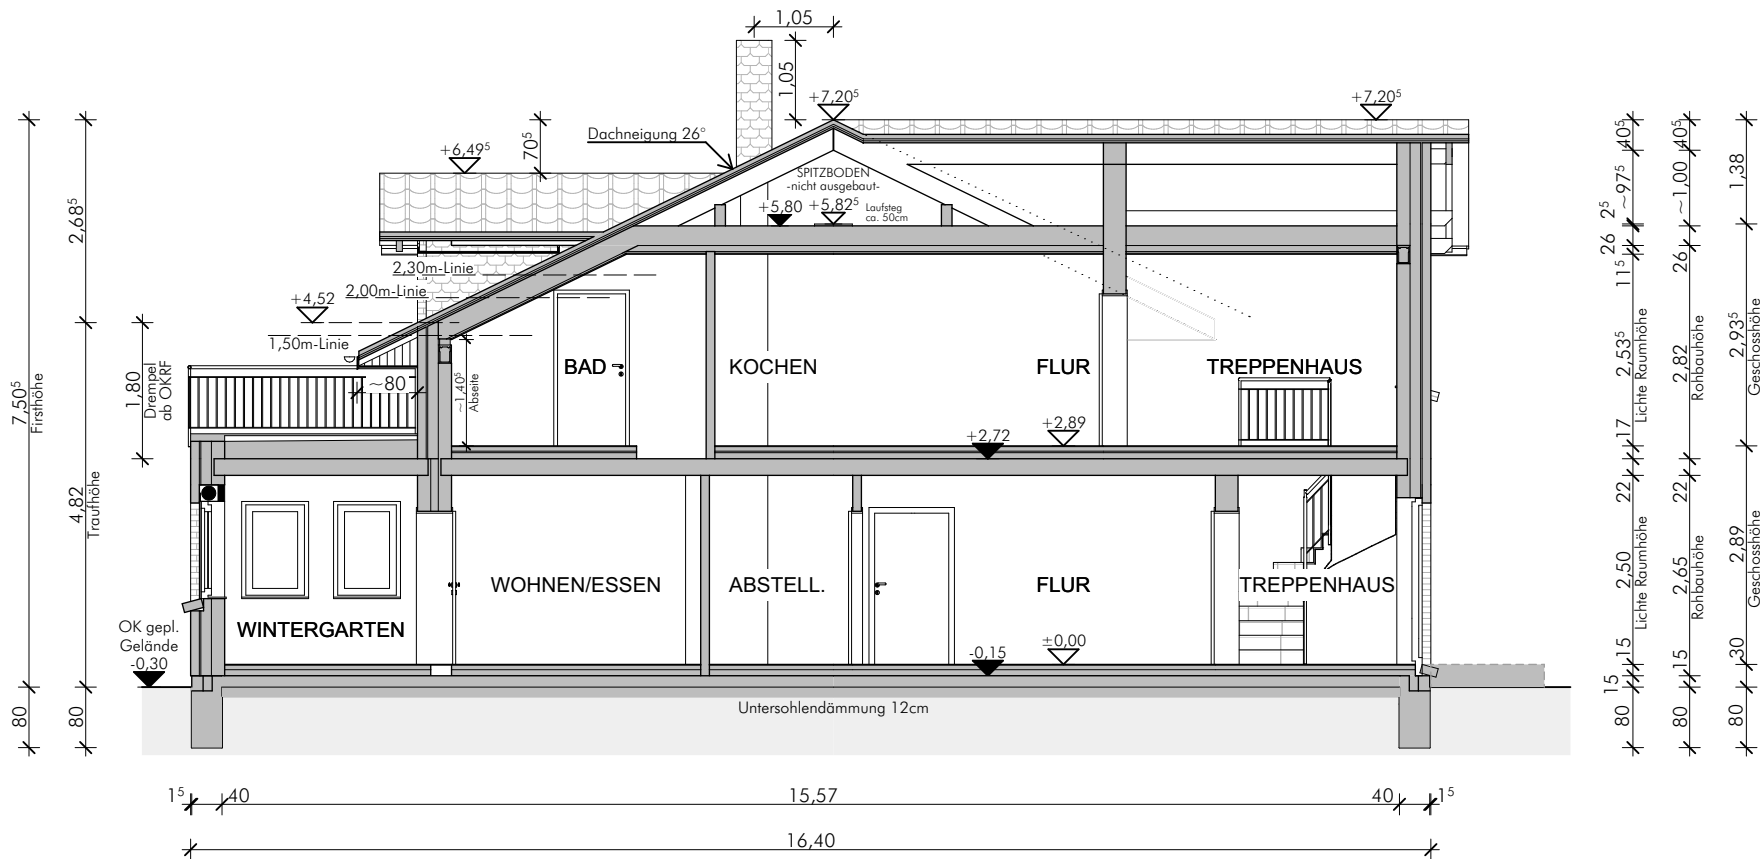 1,05
1,05
+7,20⁵
+7,20⁵
Dachneigung 26°
70⁵
+6,49⁵
SPITZBODEN
-nicht ausgebaut-
+5,80
+5,82⁵
Laufsteg
ca. 50cm
2,30m-Linie
2,00m-Linie
+4,52
1,50m-Linie
~80
1,80
Drempel
ab OKRF
~1,40⁵
Abseite
BAD
KOCHEN
FLUR
TREPPENHAUS
+2,72
+2,89
WINTERGARTEN
WOHNEN/ESSEN
ABSTELL.
FLUR
TREPPENHAUS
-0,15
±0,00
OK gepl.
Gelände
-0,30
Untersohlendämmung 12cm
7,50⁵
Firsthöhe
80
2,68⁵
4,82
Traufhöhe
80
40⁵
~97⁵
2⁵
26
11⁵
2,53⁵
Lichte Raumhöhe
17
22
2,50
Lichte Raumhöhe
15
15
80
40⁵
~1,00
26
2,82
Rohbauhöhe
22
2,65
Rohbauhöhe
15
80
1,38
2,93⁵
Geschosshöhe
2,89
Geschosshöhe
30
80
1⁵
40
15,57
40
1⁵
16,40